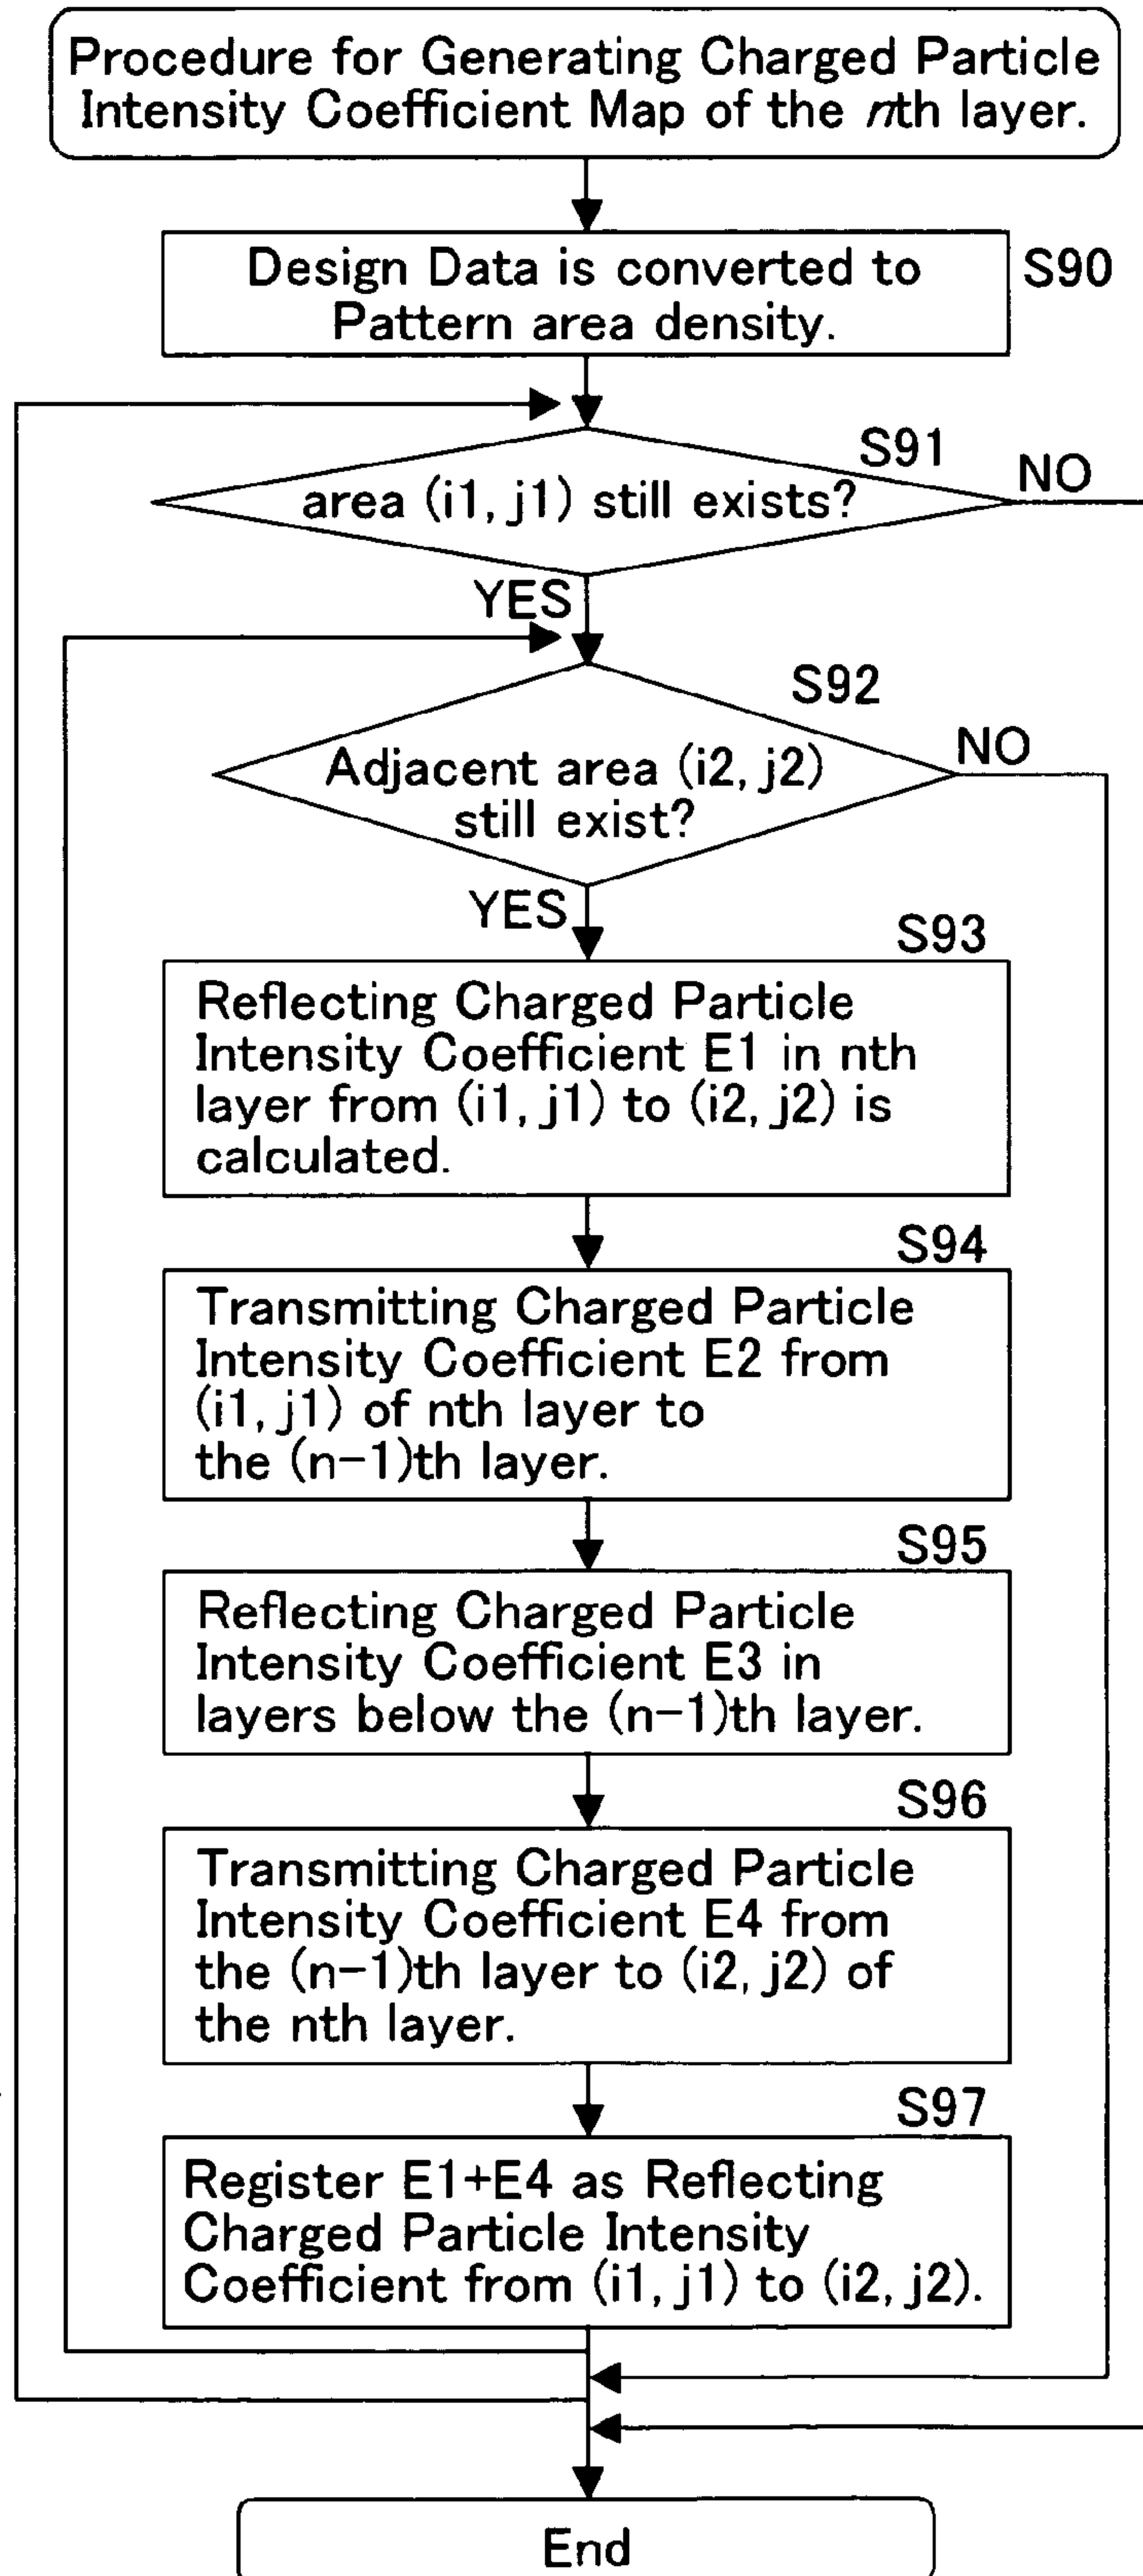 Procedure for Generating Charged Particle
Intensity Coefficient Map of the nth layer.
Design Data is converted to
Pattern area density.
S90
S91
area (i1, j1) still exists?
NO
YES
S92
Adjacent area (i2, j2)
still exist?
NO
YES
S93
Reflecting Charged Particle
Intensity Coefficient E1 in nth
layer from (i1, j1) to (i2, j2) is
calculated.
S94
Transmitting Charged Particle
Intensity Coefficient E2 from
(i1, j1) of nth layer to
the (n-1)th layer.
S95
Reflecting Charged Particle
Intensity Coefficient E3 in
layers below the (n-1)th layer.
S96
Transmitting Charged Particle
Intensity Coefficient E4 from
the (n-1)th layer to (i2, j2) of
the nth layer.
S97
Register E1+E4 as Reflecting
Charged Particle Intensity
Coefficient from (i1, j1) to (i2, j2).
End